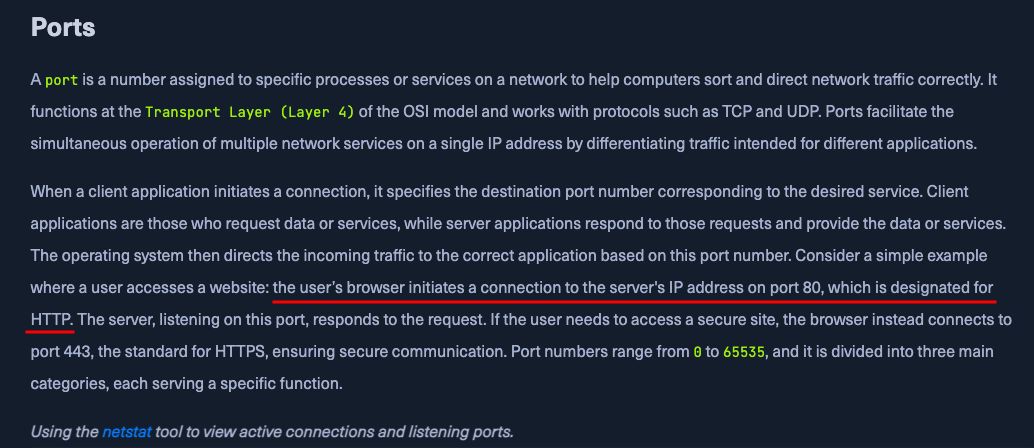 Ports
A port is a number assigned to specific processes or services on a network to help computers sort and direct network traffic correctly. It
functions at the Transport Layer (Layer 4) of the OSI model and works with protocols such as TCP and UDP. Ports facilitate the
simultaneous operation of multiple network services on a single IP address by differentiating traffic intended for different applications.
When a client application initiates a connection, it specifies the destination port number corresponding to the desired service. Client
applications are those who request data or services, while server applications respond to those requests and provide the data or services.
The operating system then directs the incoming traffic to the correct application based on this port number. Consider a simple example
where a user accesses a website: the user's browser initiates a connection to the server's IP address on port 80, which is designated for
HTTP. The server, listening on this port, responds to the request. If the user needs to access a secure site, the browser instead connects to
port 443, the standard for HTTPS, ensuring secure communication. Port numbers range from 0 to 65535, and it is divided into three main
categories, each serving a specific function.
Using the netstat tool to view active connections and listening ports.